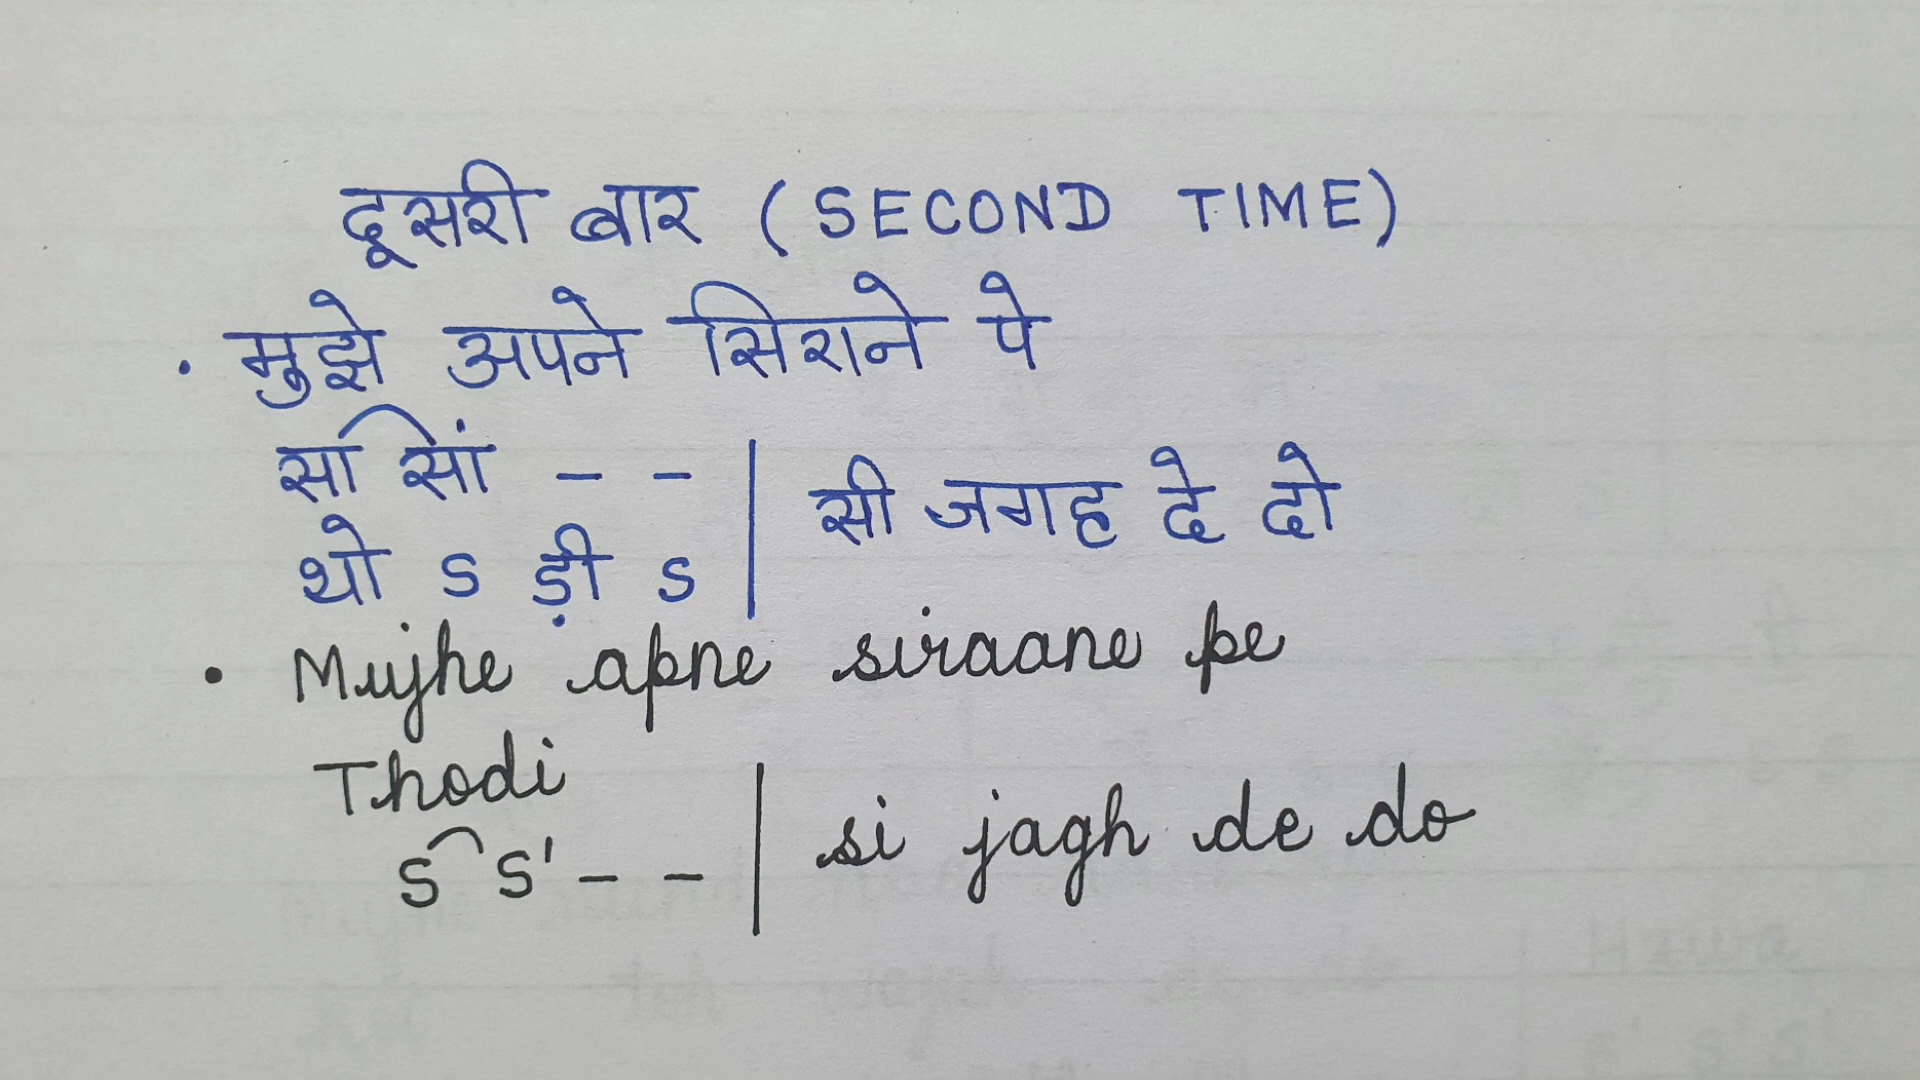 दूसरी बार (SECOND TIME)
• मुझे अपने सिराने पे
सा सां - - |
थो S ड़ी S | सी जगह दे दो
• Mujhe apne siraane pe
Thodi
S S' - - | si jagh de do